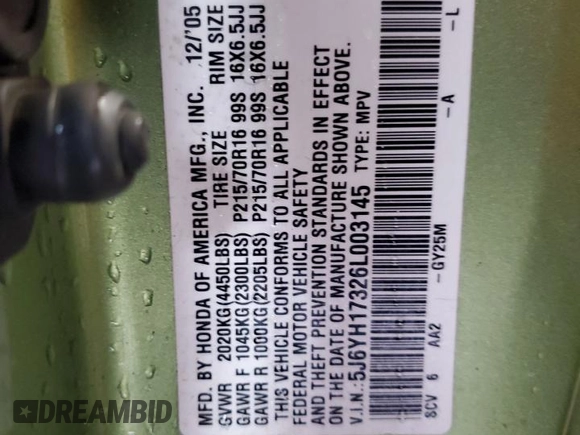 MFD. BY HONDA OF AMERICA MFG., INC. 12/'05
GVWR 2020KG(4450LBS) TIRE SIZE RIM SIZE
GAWR F 1045KG(2300LBS) P215/70R16 99S 16X6.5JJ
GAWR R 1000KG(2205LBS) P215/70R16 99S 16X6.5JJ
THIS VEHICLE CONFORMS TO ALL APPLICABLE
FEDERAL MOTOR VEHICLE SAFETY
AND THEFT PREVENTION STANDARDS IN EFFECT
ON THE DATE OF MANUFACTURE SHOWN ABOVE.
V.I.N.:5J6YH17326L003145 TYPE: MPV
SCV 6 AA2 -GY25M -A -L
DREAMBID